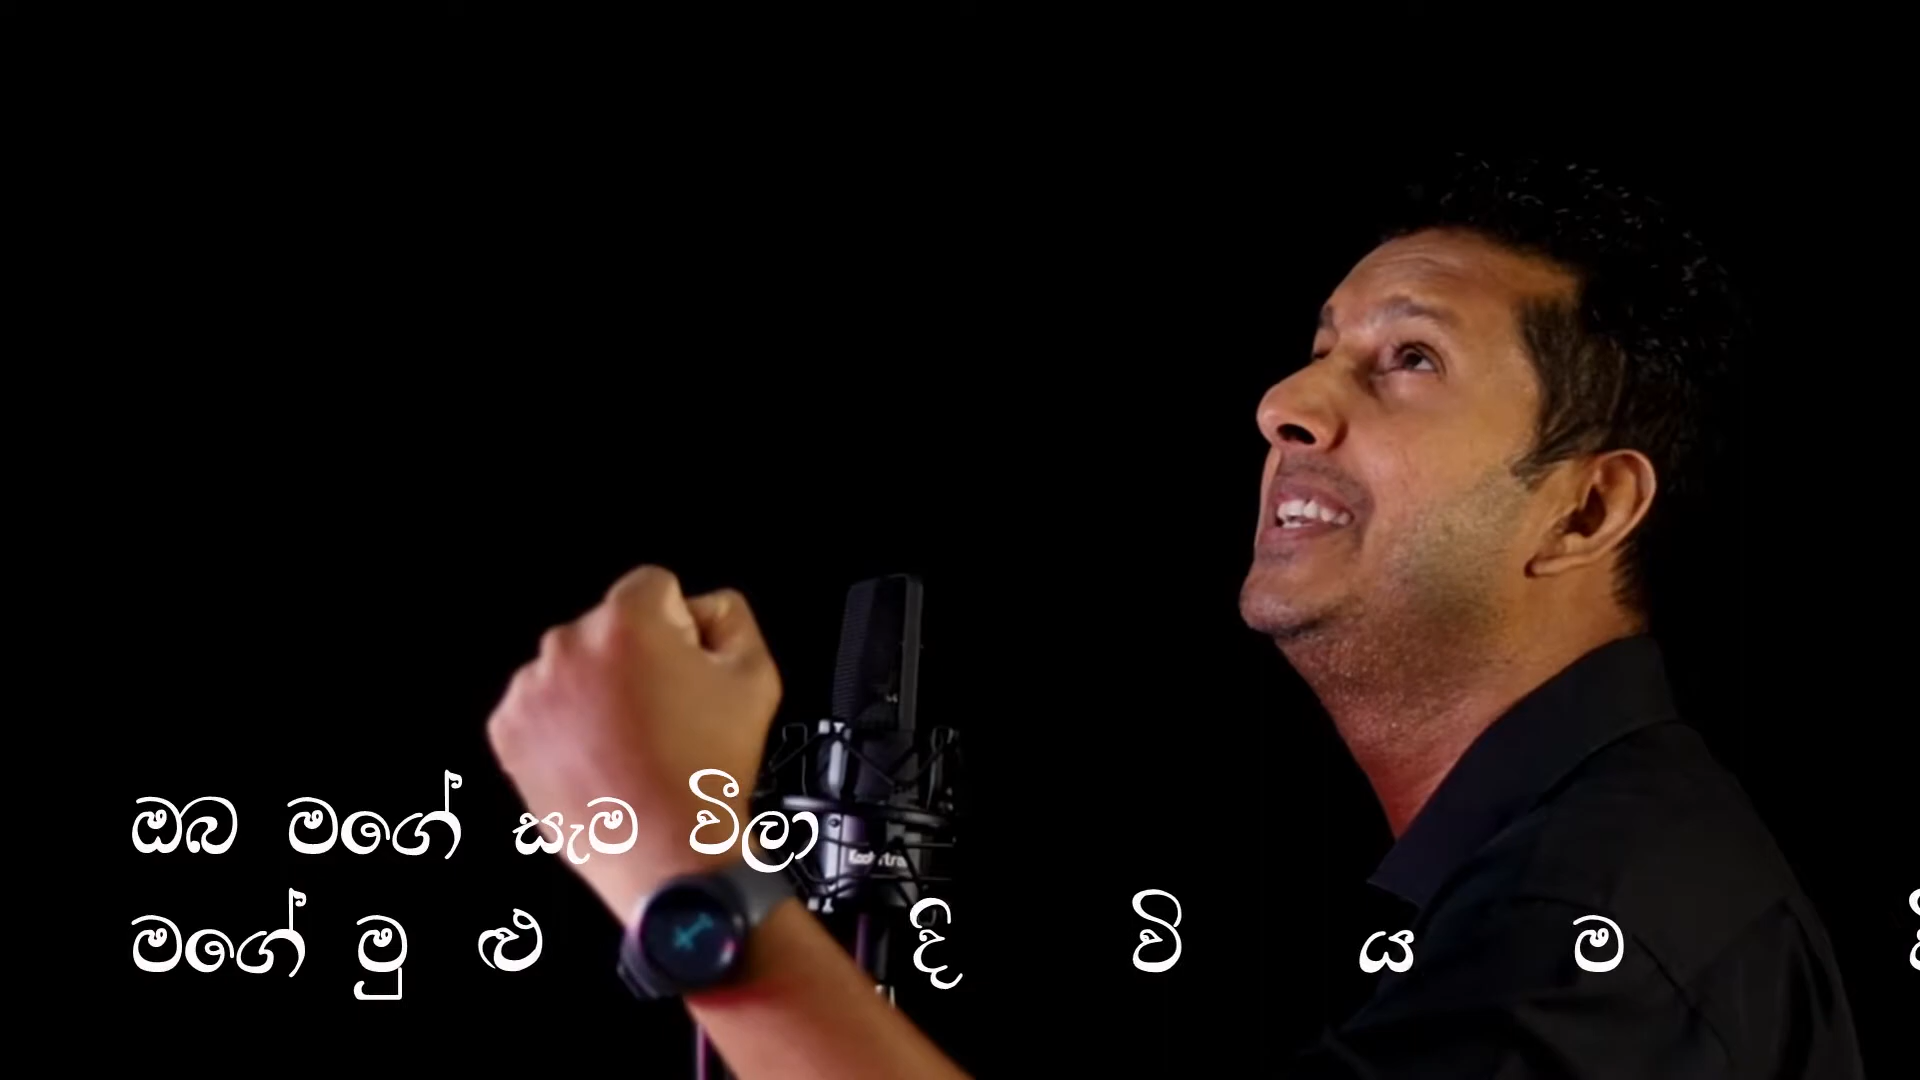 ඔබ මගේ සැම වීලා
මගේ මු ළු දි වි ය ම